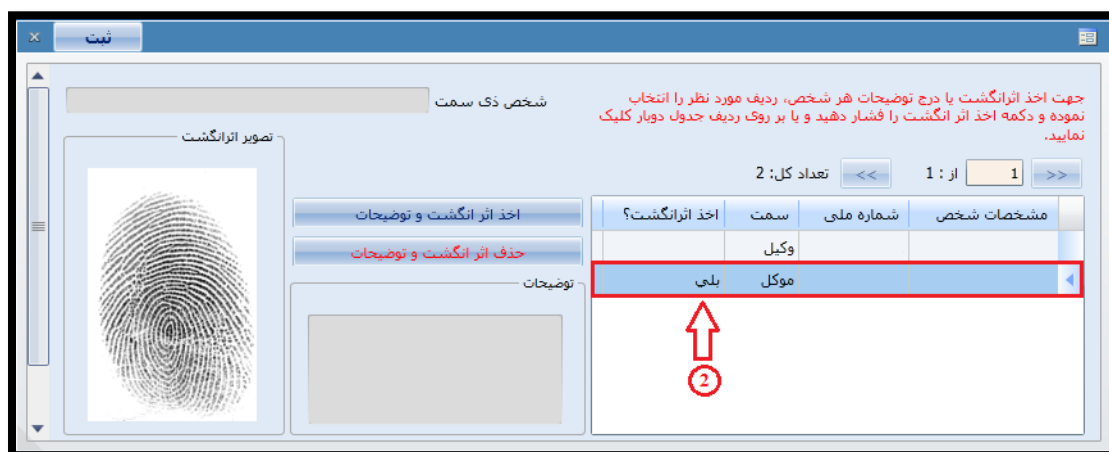 ثبت
جهت اخذ اثرانگشت یا درج توضیحات هر شخص، ردیف مورد نظر را انتخاب
نموده و دکمه اخذ اثر انگشت را فشار دهید و یا بر روی ردیف جدول دوبار کلیک
نمایید.
شخص ذی سمت
تصویر اثرانگشت
<< 1 از : 1 >> تعداد کل: 2
مشخصات شخص شماره ملی سمت اخذ اثرانگشت؟
وکیل
موکل بلي
اخذ اثر انگشت و توضیحات
حذف اثر انگشت و توضیحات
توضیحات
2